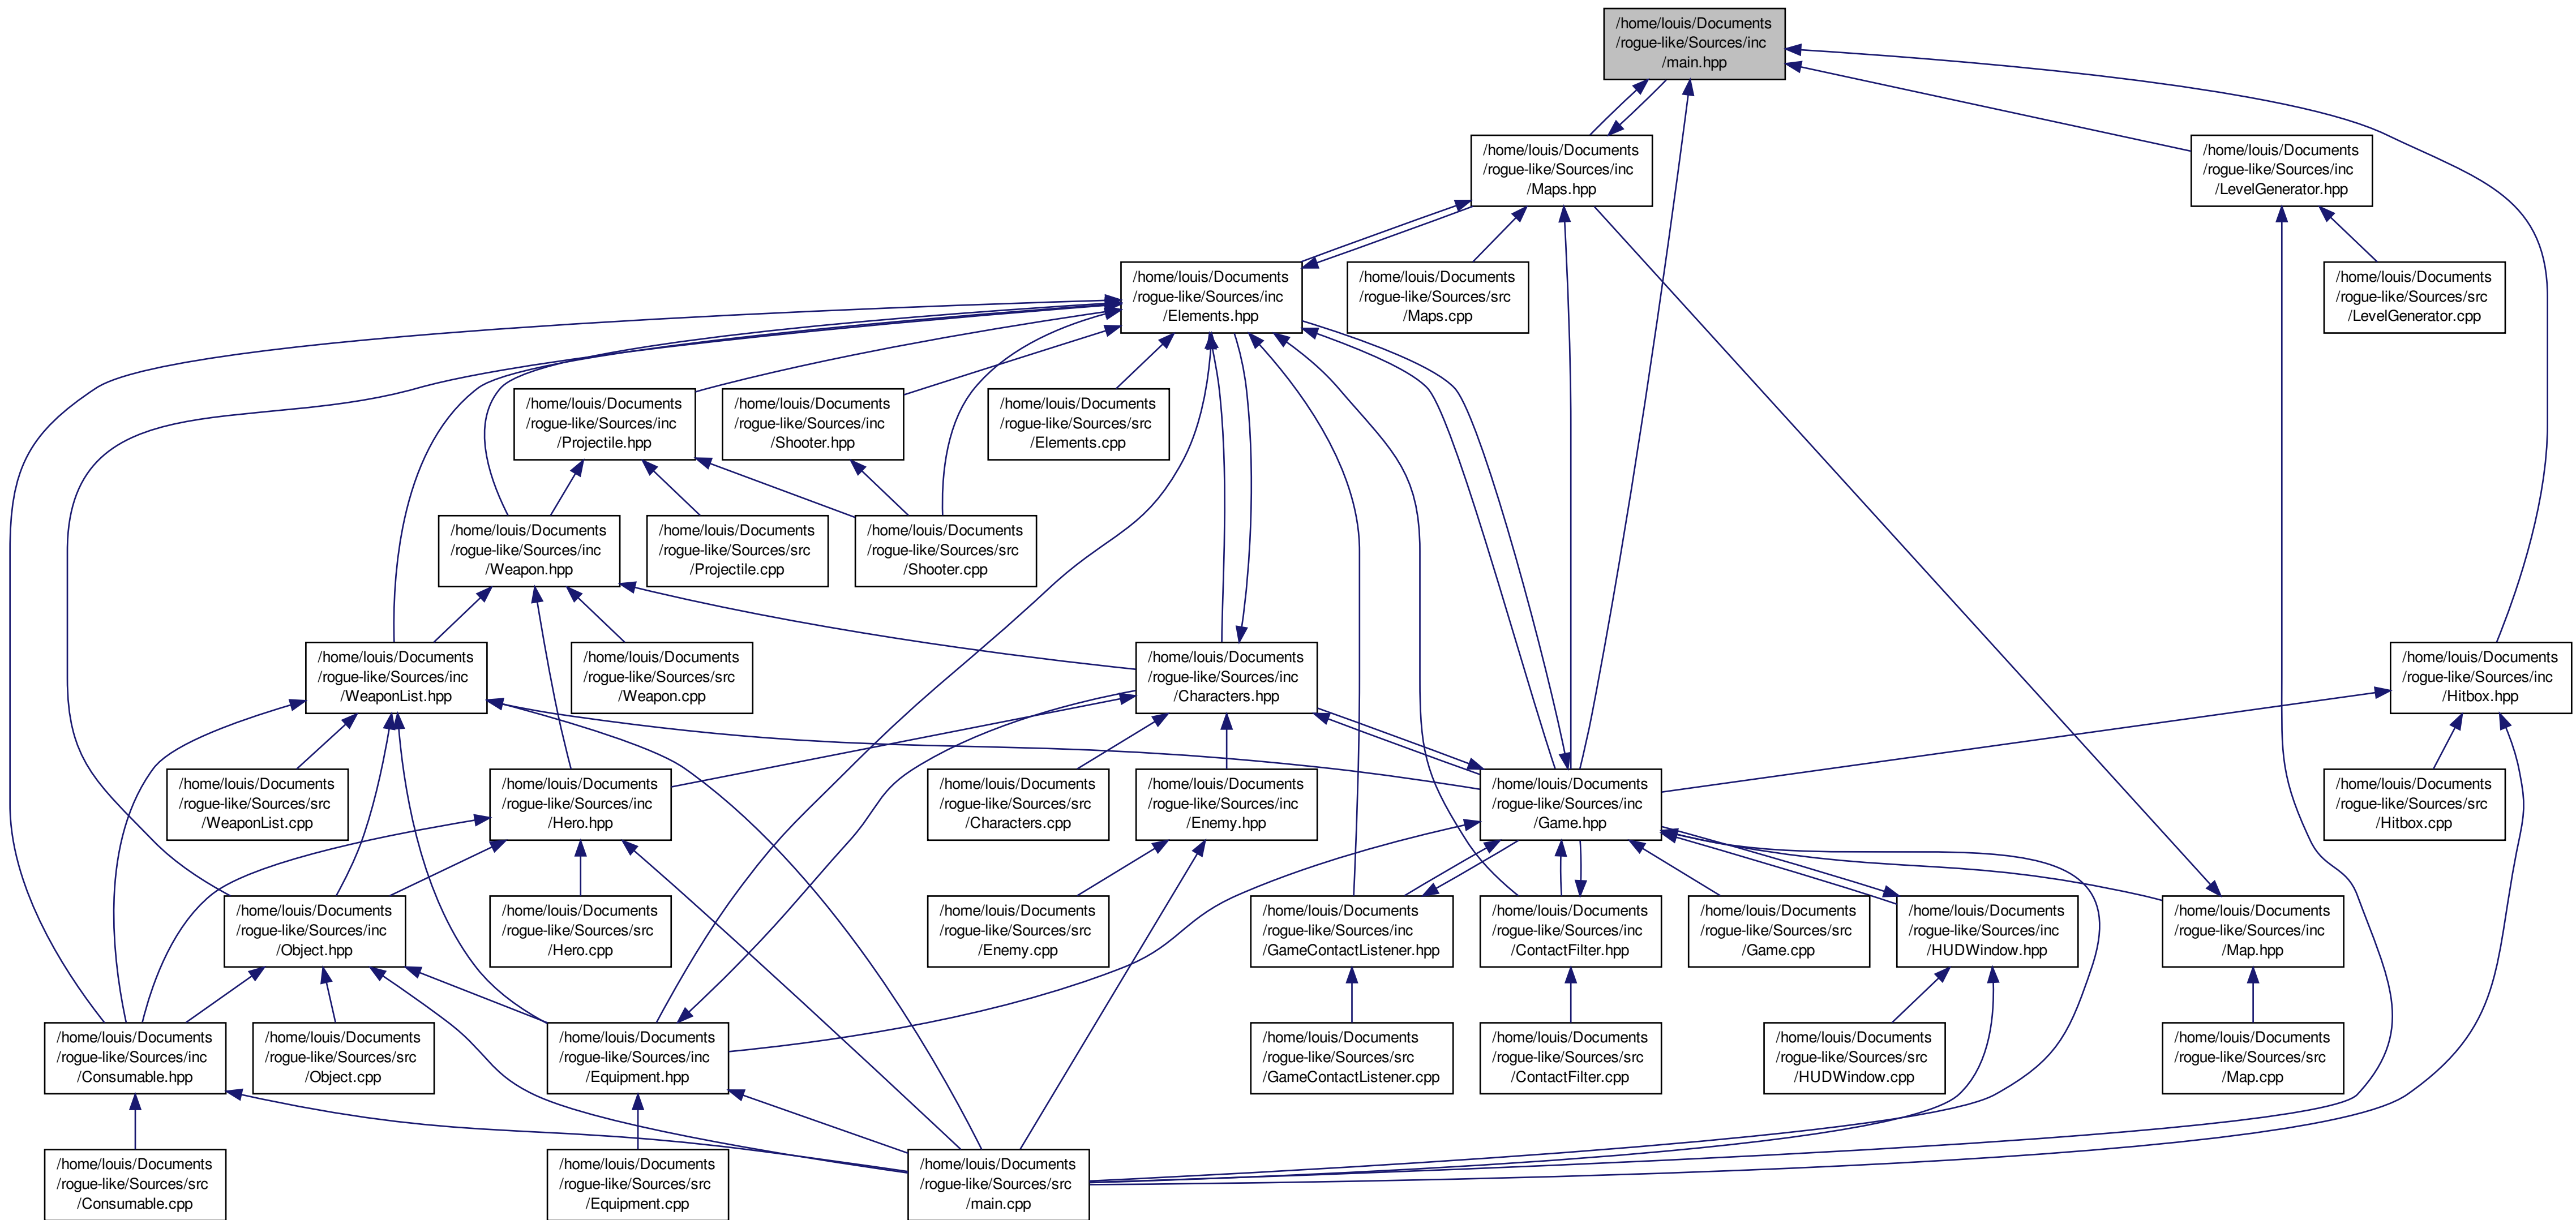 /home/louis/Documents
/rogue-like/Sources/inc
/main.hpp
/home/louis/Documents
/rogue-like/Sources/inc
/Maps.hpp
/home/louis/Documents
/rogue-like/Sources/inc
/LevelGenerator.hpp
/home/louis/Documents
/rogue-like/Sources/inc
/Elements.hpp
/home/louis/Documents
/rogue-like/Sources/src
/Maps.cpp
/home/louis/Documents
/rogue-like/Sources/src
/LevelGenerator.cpp
/home/louis/Documents
/rogue-like/Sources/inc
/Projectile.hpp
/home/louis/Documents
/rogue-like/Sources/inc
/Shooter.hpp
/home/louis/Documents
/rogue-like/Sources/src
/Elements.cpp
/home/louis/Documents
/rogue-like/Sources/inc
/Weapon.hpp
/home/louis/Documents
/rogue-like/Sources/src
/Projectile.cpp
/home/louis/Documents
/rogue-like/Sources/src
/Shooter.cpp
/home/louis/Documents
/rogue-like/Sources/inc
/WeaponList.hpp
/home/louis/Documents
/rogue-like/Sources/src
/Weapon.cpp
/home/louis/Documents
/rogue-like/Sources/inc
/Characters.hpp
/home/louis/Documents
/rogue-like/Sources/inc
/Hitbox.hpp
/home/louis/Documents
/rogue-like/Sources/src
/WeaponList.cpp
/home/louis/Documents
/rogue-like/Sources/inc
/Hero.hpp
/home/louis/Documents
/rogue-like/Sources/src
/Characters.cpp
/home/louis/Documents
/rogue-like/Sources/inc
/Enemy.hpp
/home/louis/Documents
/rogue-like/Sources/inc
/Game.hpp
/home/louis/Documents
/rogue-like/Sources/src
/Hitbox.cpp
/home/louis/Documents
/rogue-like/Sources/inc
/Object.hpp
/home/louis/Documents
/rogue-like/Sources/src
/Hero.cpp
/home/louis/Documents
/rogue-like/Sources/src
/Enemy.cpp
/home/louis/Documents
/rogue-like/Sources/inc
/GameContactListener.hpp
/home/louis/Documents
/rogue-like/Sources/inc
/ContactFilter.hpp
/home/louis/Documents
/rogue-like/Sources/src
/Game.cpp
/home/louis/Documents
/rogue-like/Sources/inc
/HUDWindow.hpp
/home/louis/Documents
/rogue-like/Sources/inc
/Map.hpp
/home/louis/Documents
/rogue-like/Sources/inc
/Consumable.hpp
/home/louis/Documents
/rogue-like/Sources/src
/Object.cpp
/home/louis/Documents
/rogue-like/Sources/inc
/Equipment.hpp
/home/louis/Documents
/rogue-like/Sources/src
/GameContactListener.cpp
/home/louis/Documents
/rogue-like/Sources/src
/ContactFilter.cpp
/home/louis/Documents
/rogue-like/Sources/src
/HUDWindow.cpp
/home/louis/Documents
/rogue-like/Sources/src
/Map.cpp
/home/louis/Documents
/rogue-like/Sources/src
/Consumable.cpp
/home/louis/Documents
/rogue-like/Sources/src
/Equipment.cpp
/home/louis/Documents
/rogue-like/Sources/src
/main.cpp